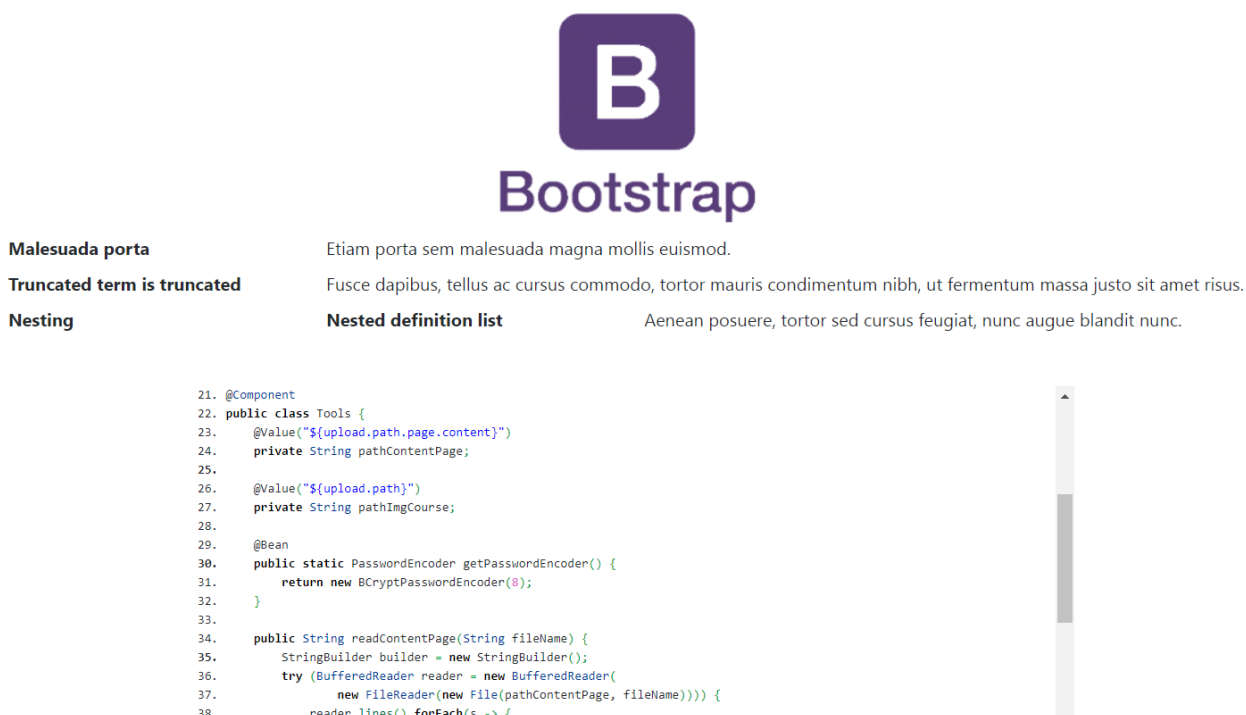 B
Bootstrap
Malesuada porta Etiam porta sem malesuada magna mollis euismod.
Truncated term is truncated Fusce dapibus, tellus ac cursus commodo, tortor mauris condimentum nibh, ut fermentum massa justo sit amet risus.
Nesting Nested definition list Aenean posuere, tortor sed cursus feugiat, nunc augue blandit nunc.
21. @Component
22. public class Tools {
23.     @Value("${upload.path.page.content}")
24.     private String pathContentPage;
25.
26.     @Value("${upload.path}")
27.     private String pathImgCourse;
28.
29.     @Bean
30.     public static PasswordEncoder getPasswordEncoder() {
31.         return new BCryptPasswordEncoder(8);
32.     }
33.
34.     public String readContentPage(String fileName) {
35.         StringBuilder builder = new StringBuilder();
36.         try (BufferedReader reader = new BufferedReader(
37.                 new FileReader(new File(pathContentPage, fileName)))) {
38.             reader.lines().forEach(s -> {